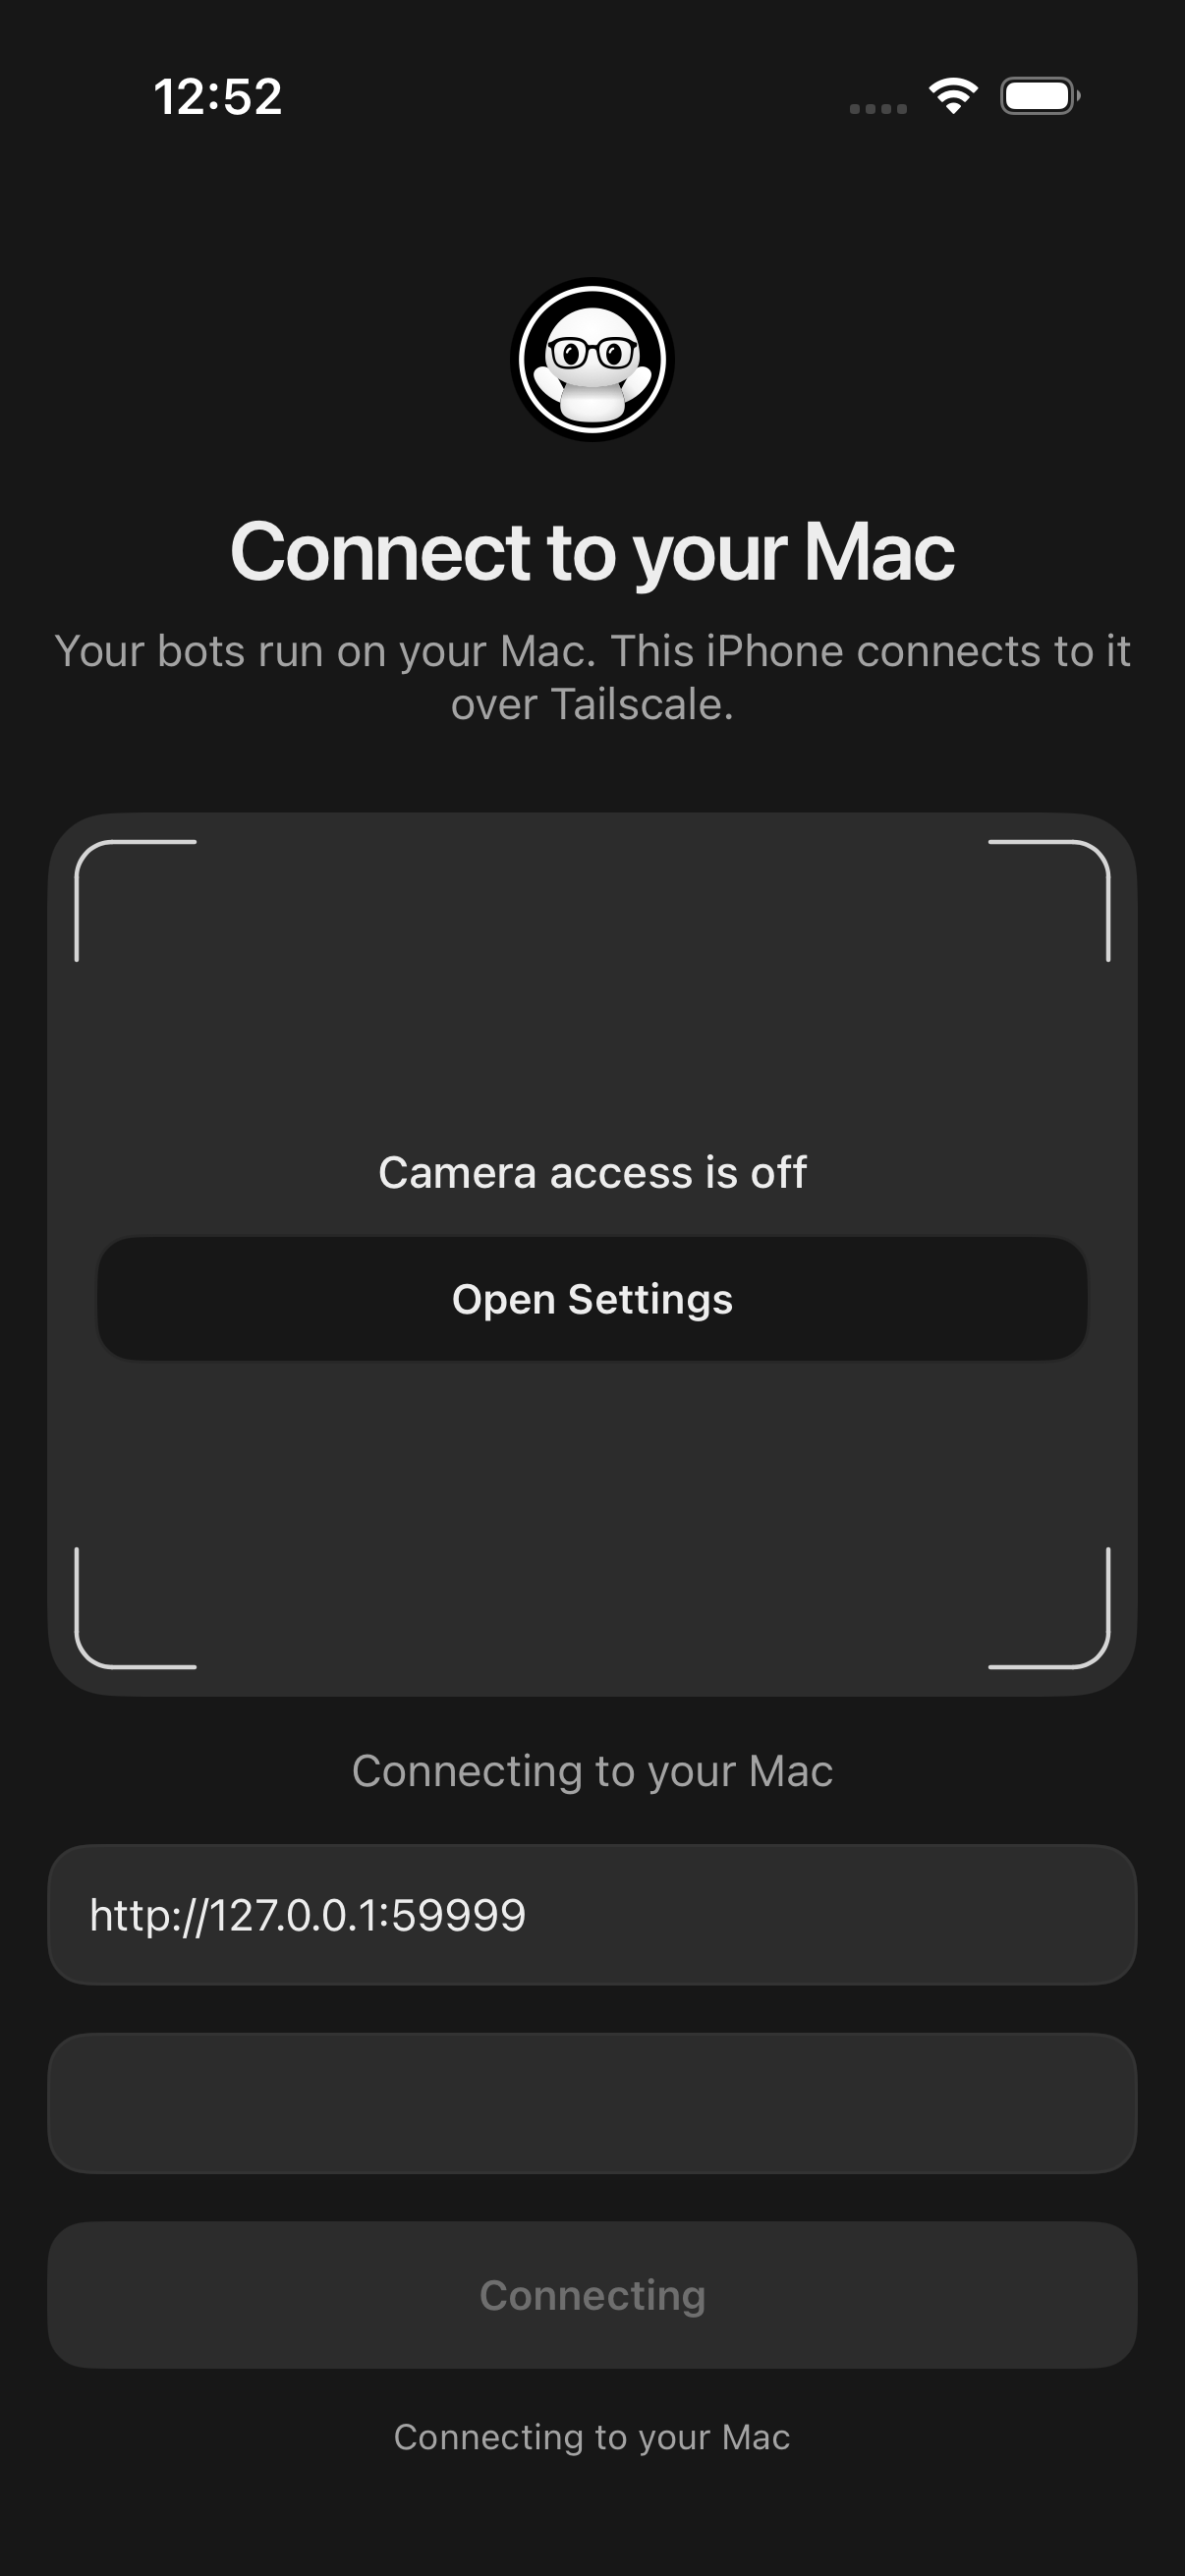 12:52
Connect to your Mac
Your bots run on your Mac. This iPhone connects to it
over Tailscale.
Camera access is off
Open Settings
Connecting to your Mac
http://127.0.0.1:59999
Connecting
Connecting to your Mac